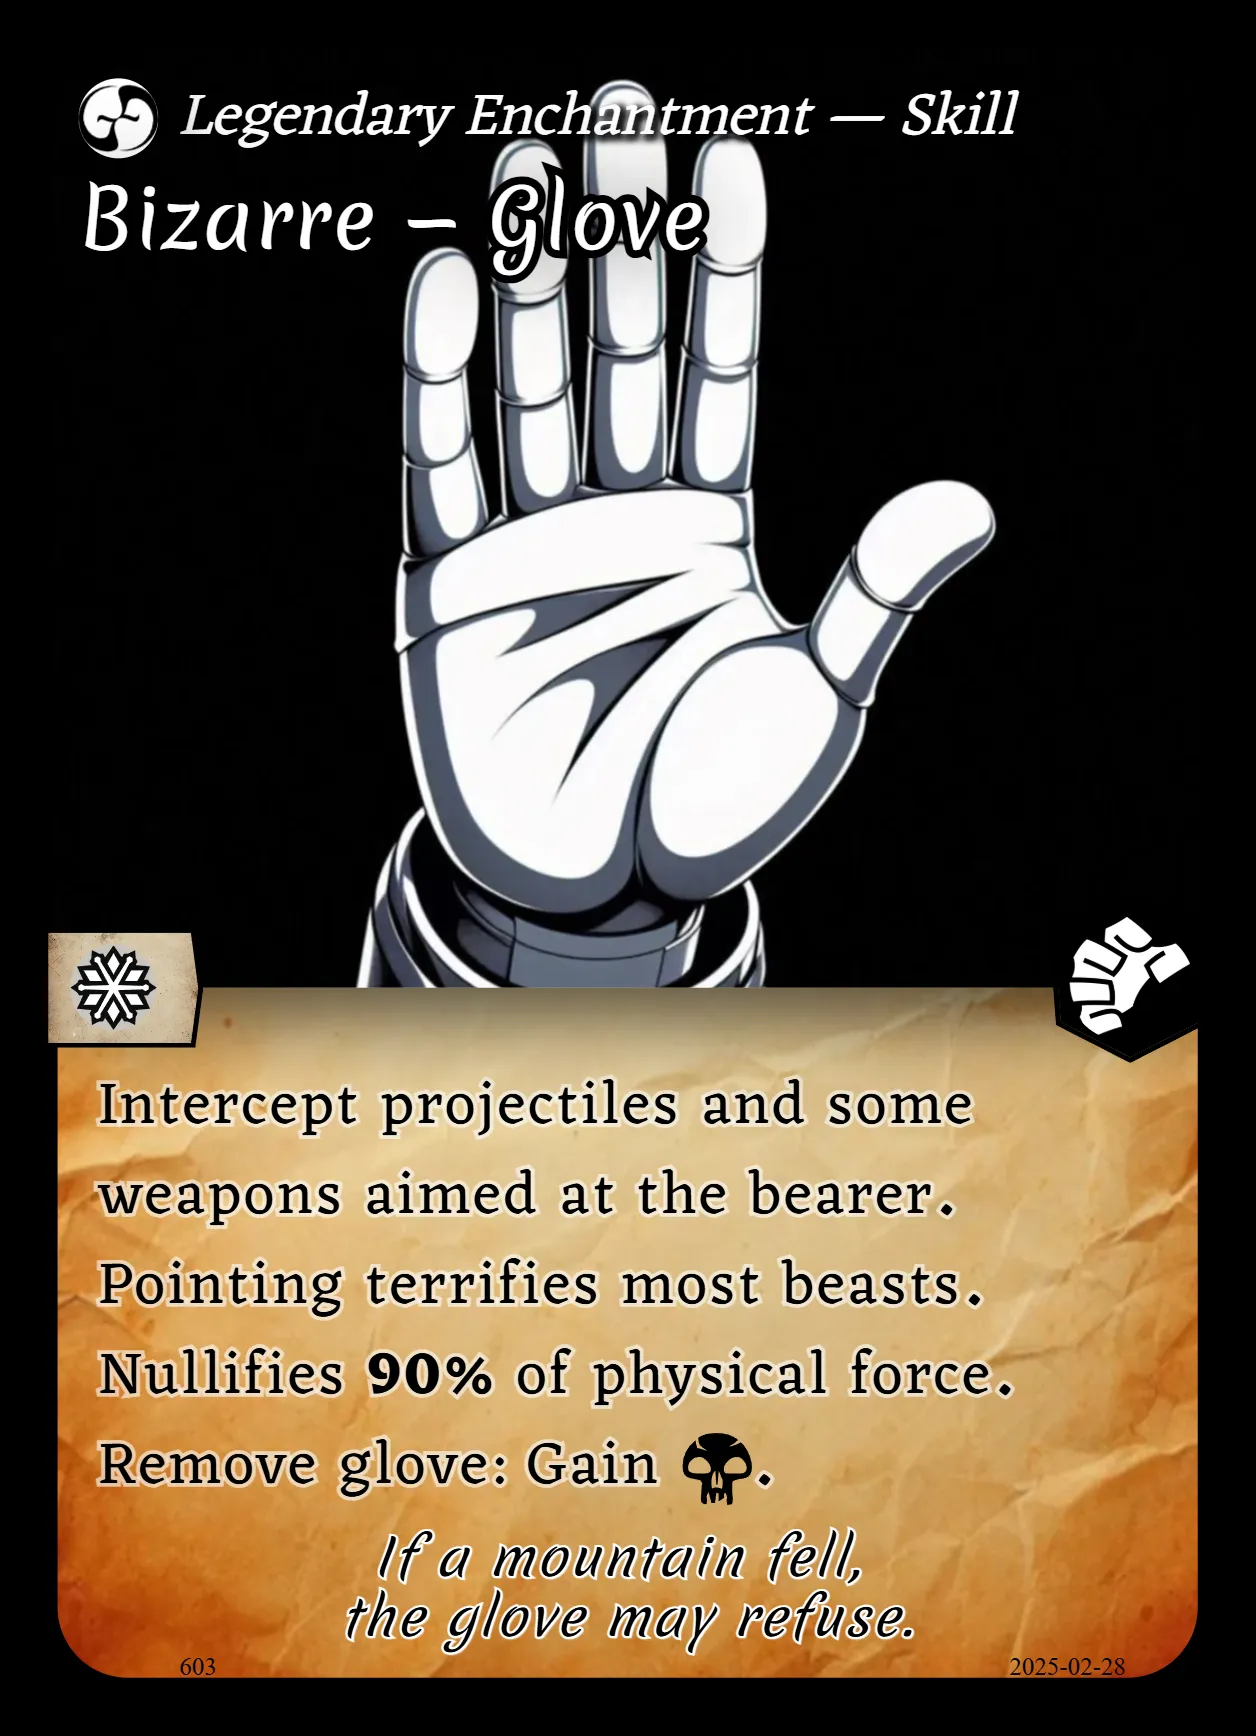 Legendary Enchantment — Skill
Bizarre – Glove
Intercept projectiles and some
weapons aimed at the bearer.
Pointing terrifies most beasts.
Nullifies 90% of physical force.
Remove glove: Gain .
If a mountain fell,
the glove may refuse.
603
2025-02-28